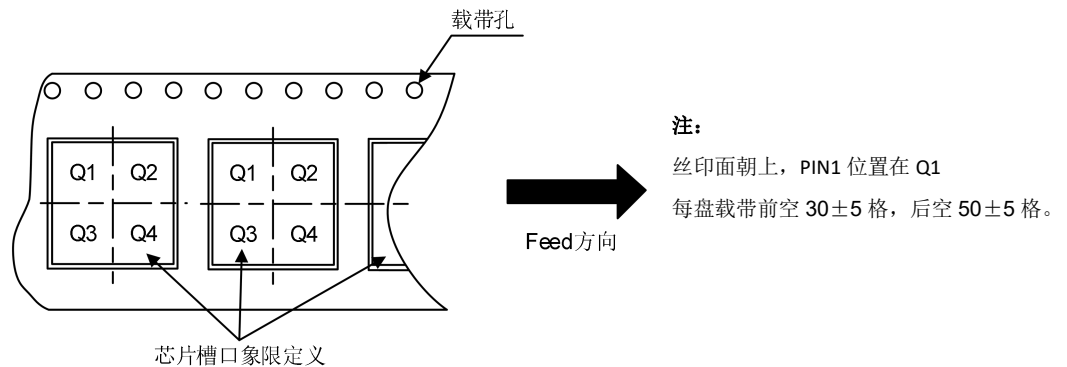 载带孔
Q1 Q2 Q1 Q2
Q3 Q4 Q3 Q4
芯片槽口象限定义
Feed方向
注：
丝印面朝上，PIN1 位置在 Q1
每盘载带前空 30±5 格，后空 50±5 格。